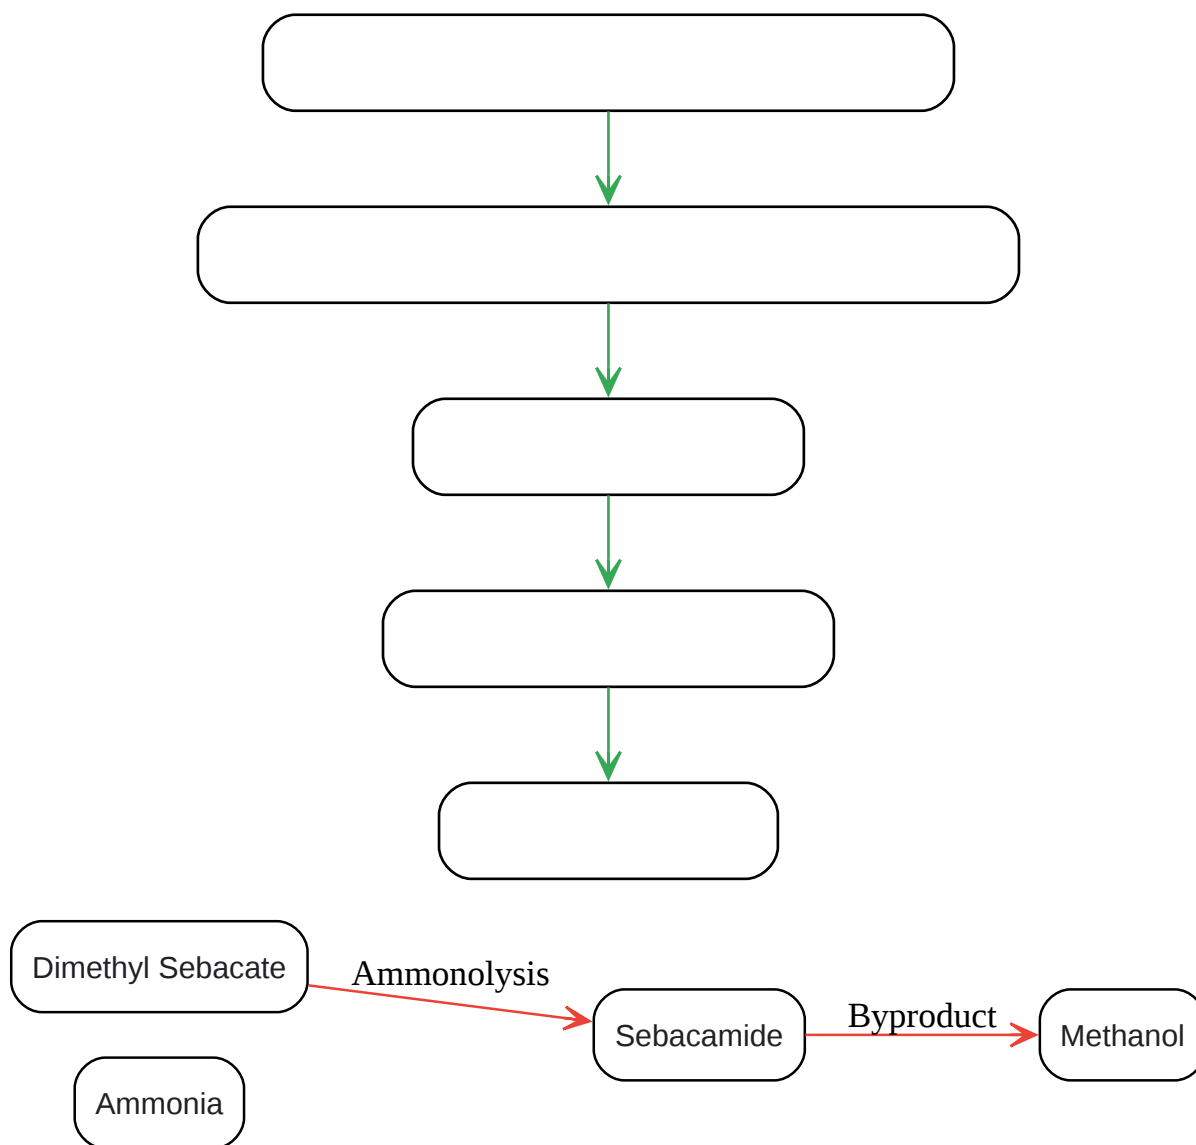 Dimethyl Sebacate
Ammonolysis
Sebacamide
Byproduct
Methanol
Ammonia